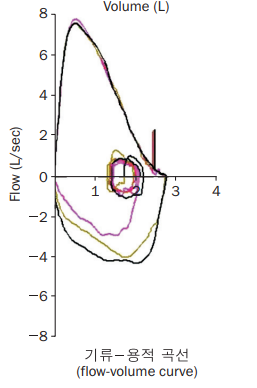 Volume (L)
8
6
4
2
0
−2
−4
−6
−8
Flow (L/sec)
1 2 3 4
기류−용적 곡선
(flow-volume curve)